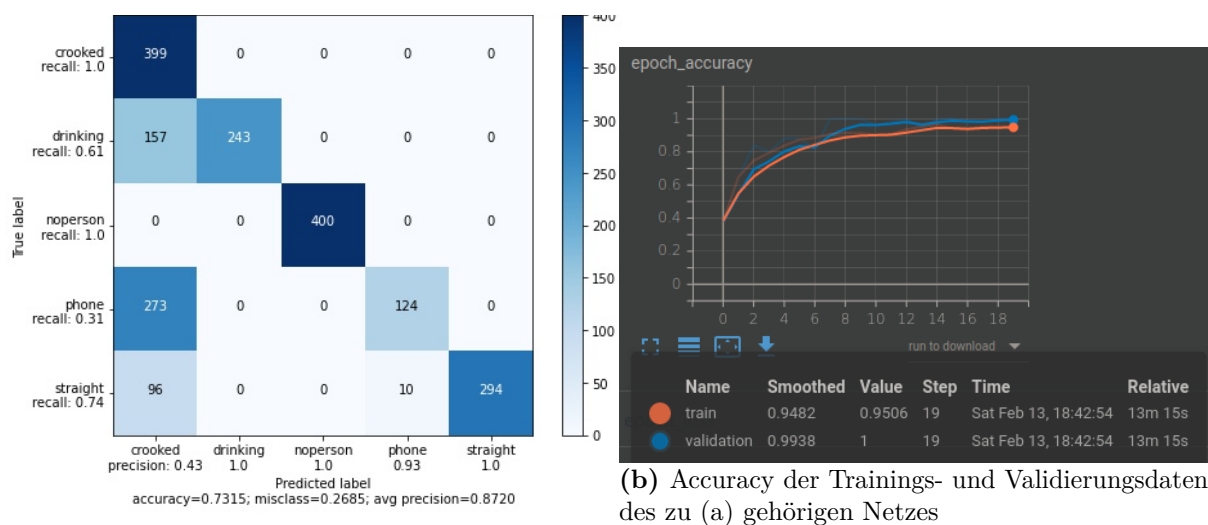 crooked
recall: 1.0
399 0 0 0 0
drinking
recall: 0.61
157 243 0 0 0
noperson
recall: 1.0
0 0 400 0 0
phone
recall: 0.31
273 0 0 124 0
straight
recall: 0.74
96 0 0 10 294
True label
crooked drinking noperson phone straight
precision: 0.43 1.0 1.0 0.93 1.0
Predicted label
accuracy=0.7315; misclass=0.2685; avg precision=0.8720
400
350
300
250
200
150
100
50
0
epoch_accuracy
1
0.8
0.6
0.4
0.2
0
0 2 4 6 8 10 12 14 16 18
run to download
Name Smoothed Value Step Time Relative
train 0.9482 0.9506 19 Sat Feb 13, 18:42:54 13m 15s
validation 0.9938 1 19 Sat Feb 13, 18:42:54 13m 15s
(b) Accuracy der Trainings- und Validierungsdaten
des zu (a) gehörigen Netzes